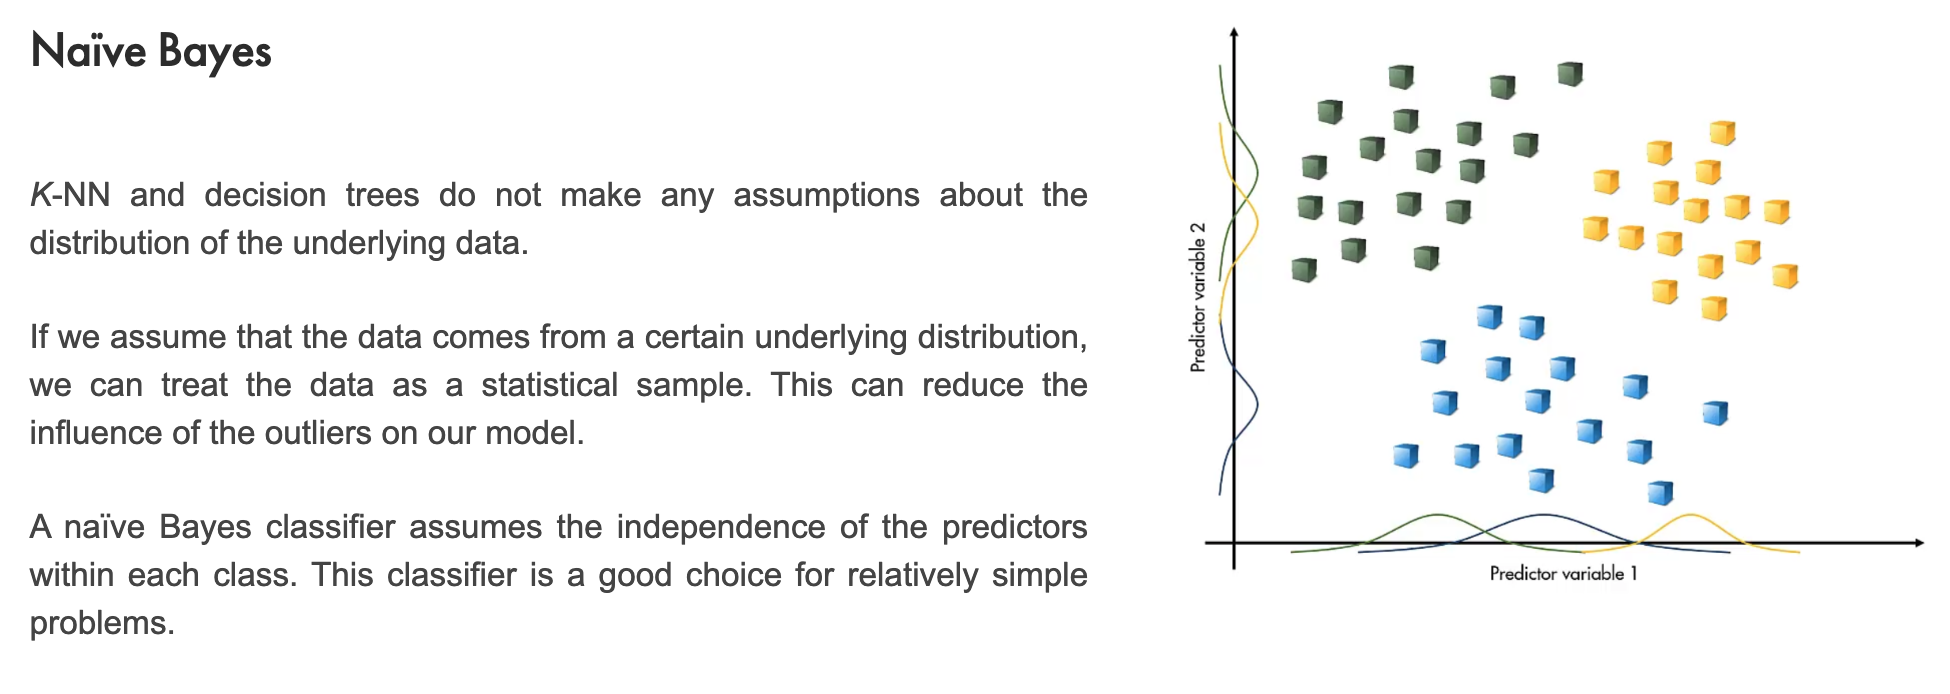 Naïve Bayes
K-NN and decision trees do not make any assumptions about the
distribution of the underlying data.
If we assume that the data comes from a certain underlying distribution,
we can treat the data as a statistical sample. This can reduce the
influence of the outliers on our model.
A naïve Bayes classifier assumes the independence of the predictors
within each class. This classifier is a good choice for relatively simple
problems.
Predictor variable 2
Predictor variable 1